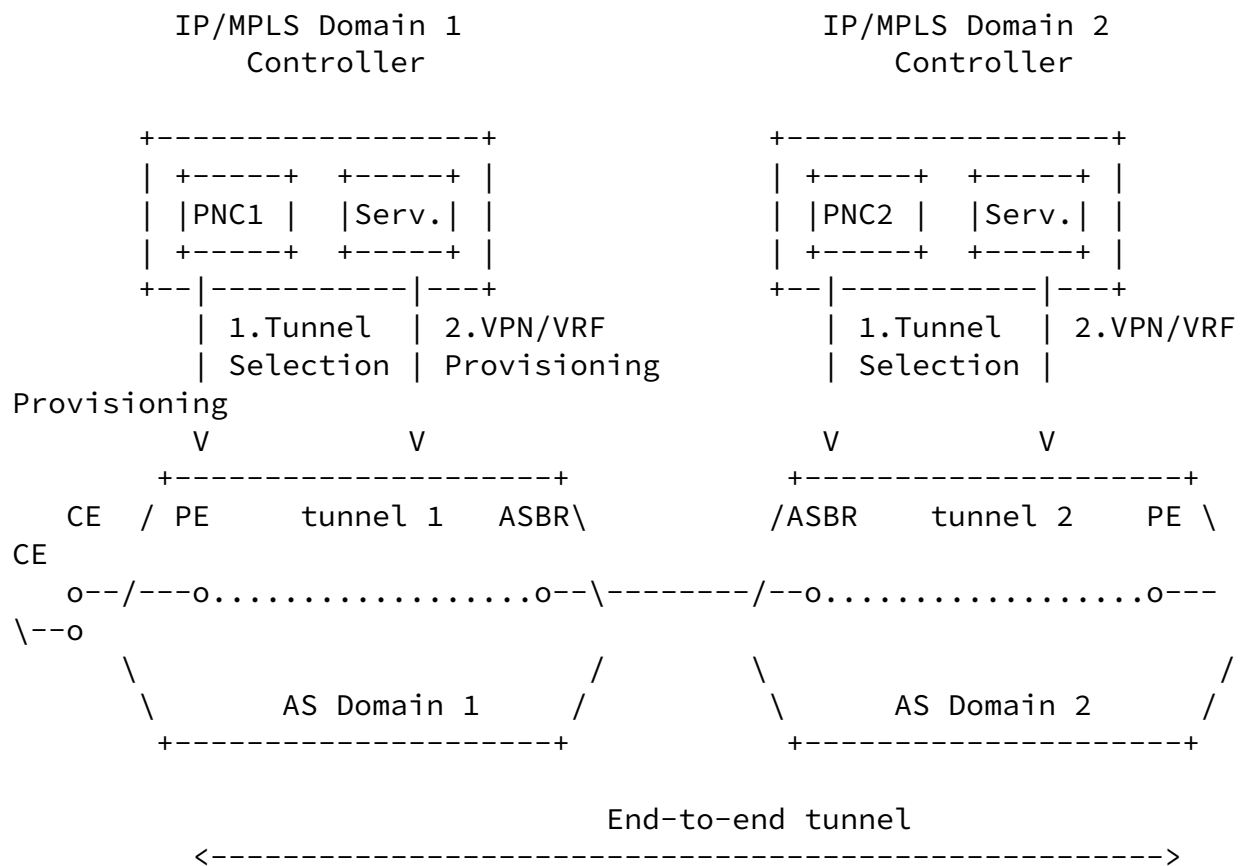 IP/MPLS Domain 1 IP/MPLS Domain 2
Controller Controller
PNC1 Serv. PNC2 Serv.
1.Tunnel 2.VPN/VRF 1.Tunnel 2.VPN/VRF
Selection Provisioning Selection
Provisioning
V V V V
CE PE tunnel 1 ASBR ASBR tunnel 2 PE
CE
AS Domain 1 AS Domain 2
End-to-end tunnel